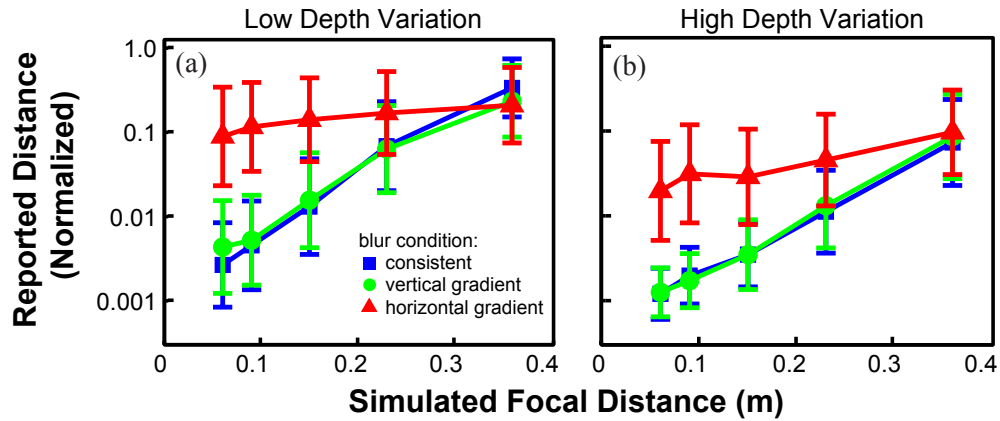 Low Depth Variation
High Depth Variation
Reported Distance
(Normalized)
1.0
0.1
0.01
0.001
(a)
blur condition:
consistent
vertical gradient
horizontal gradient
(b)
0
0.1
0.2
0.3
0.4
0
0.1
0.2
0.3
0.4
Simulated Focal Distance (m)